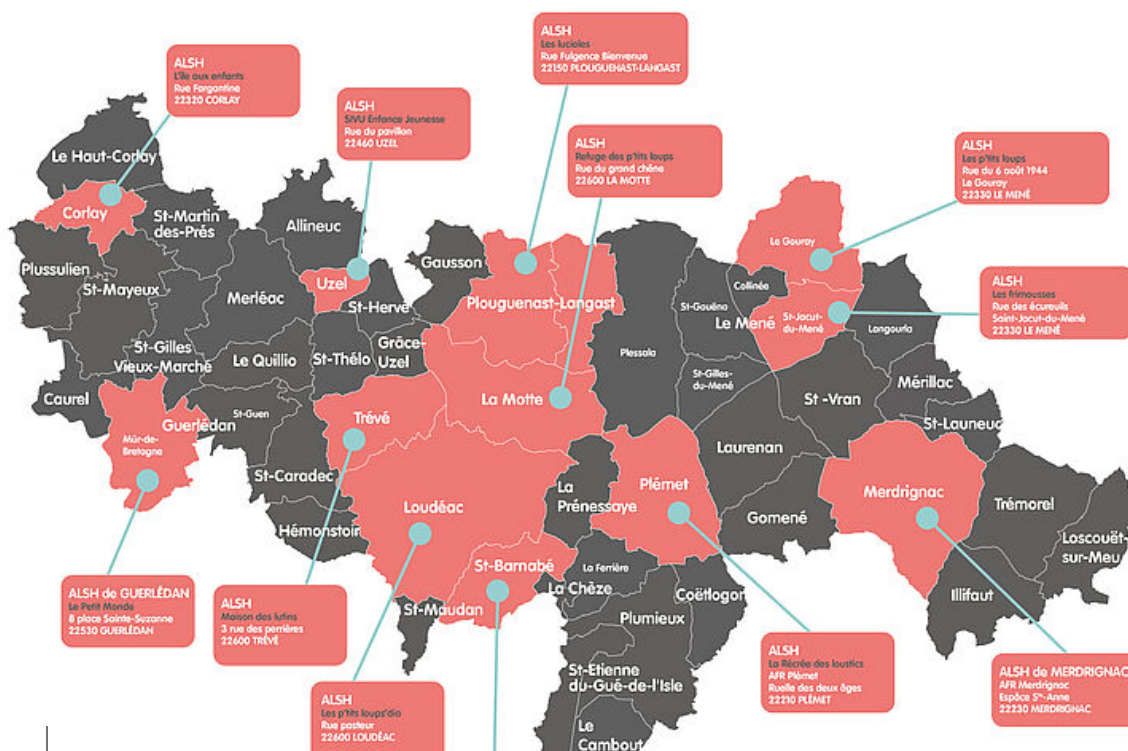 ALSH
Les lucioles
Rue Fulgence Bienvenue
22150 PLOUGUENAST-LANGAST
ALSH
L'île aux enfants
Rue Fargantine
22320 CORLAY
ALSH
SIVU Enfance Jeunesse
Rue du pavillon
22460 UZEL
ALSH
Refuge des p'tits loups
Rue du grand chêne
22600 LA MOTTE
ALSH
Les p'tits loups
Rue du 6 août 1944
Le Gouray
22330 LE MENÉ
ALSH
Les frimousses
Rue des écureuils
Saint-Jacut-du-Mené
22330 LE MENÉ
Le Haut-Corlay
Corlay
St-Martin
des-Prés
Allineuc
Plussulien
St-Mayeux
Merléac
Uzel
St-Hervé
Gausson
Plouguenast-Langast
Le Gouray
Collinée
St-Gouéno
Le Mené
St-Jacut-
du-Mené
Langourla
St-Gilles
Vieux-Marché
Le Quillio
St-Thélo
Grâce-
Uzel
Plessala
St-Gilles-
du-Mené
Mérillac
Caurel
Guerlédan
St-Guen
Trévé
La Motte
St -Vran
St-Launeuc
Mûr-de-
Bretagne
St-Caradec
Laurenan
Hémonstoir
Loudéac
La
Prénessaye
Plémet
Gomené
Merdrignac
Trémorel
Loscouët-
sur-Meu
St-Barnabé
La Ferrière
La Chèze
St-Maudan
Coëtlogon
Illifaut
Plumieux
St-Etienne
du-Gué-de-l'Isle
Le
Cambout
ALSH de GUERLÉDAN
Le Petit Monde
8 place Sainte-Suzanne
22530 GUERLÉDAN
ALSH
Maison des lutins
3 rue des perrières
22600 TRÉVÉ
ALSH
Les p'tits loups'dia
Rue pasteur
22600 LOUDÉAC
ALSH
La Récrée des loustics
AFR Plémet
Ruelle des deux âges
22210 PLÉMET
ALSH de MERDRIGNAC
AFR Merdrignac
Espace Ste-Anne
22230 MERDRIGNAC